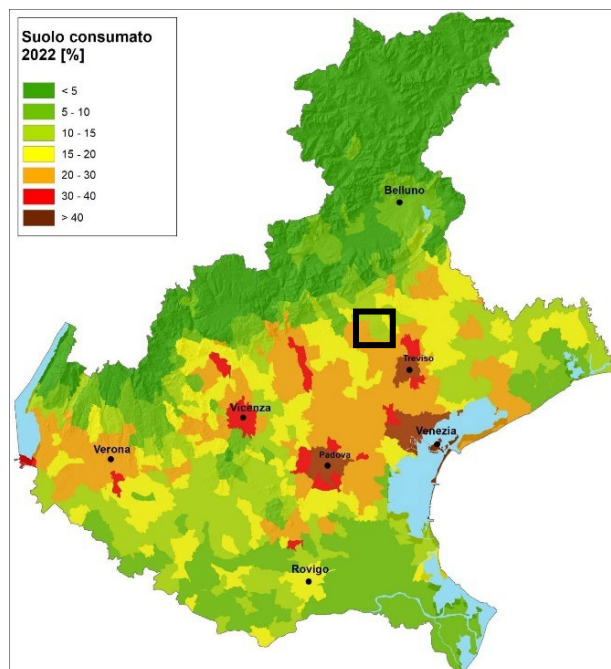 Suolo consumato
2022 [%]
< 5
5 - 10
10 - 15
15 - 20
20 - 30
30 - 40
> 40
Belluno
Treviso
Vicenza
Venezia
Verona
Padova
Rovigo